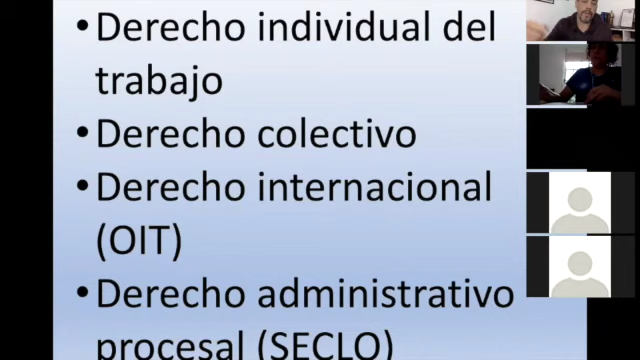 • Derecho individual del
trabajo
• Derecho colectivo
• Derecho internacional
(OIT)
• Derecho administrativo
procesal (SECLO)